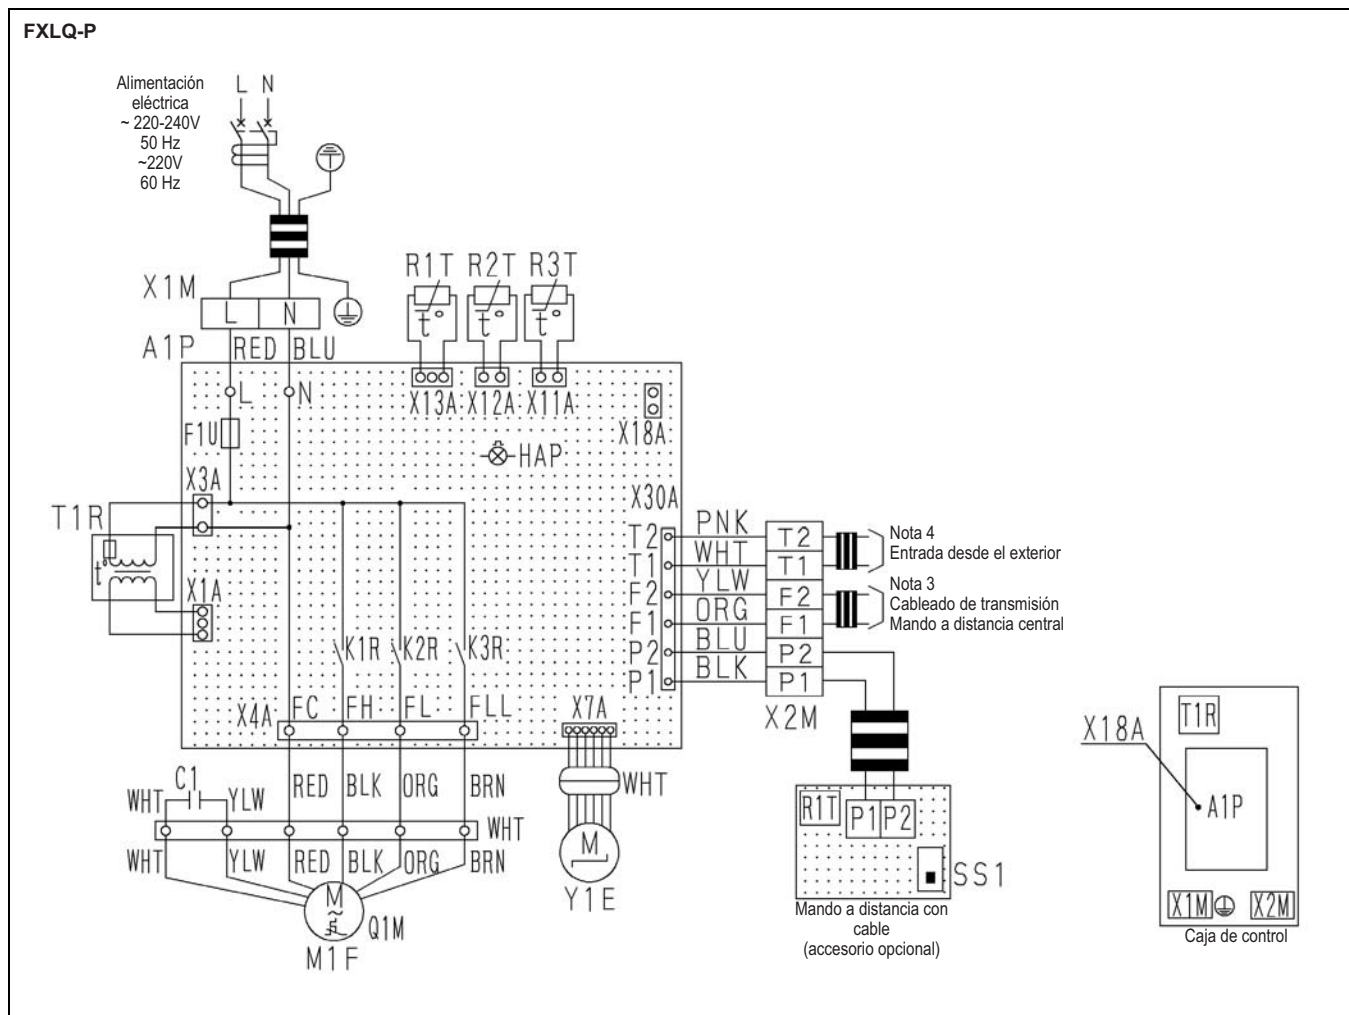 FXLQ-P
Alimentación
eléctrica
~ 220-240V
50 Hz
~220V
60 Hz
L N
X1M
L N
A1P RED BLU
R1T R2T R3T
t° t° t°
X13A X12A X11A
L N
X18A
F1U
HAP
X3A
X30A
T1R
t°
X1A
T2 PNK T2
T1 WHT T1
F2 YLW F2
F1 ORG F1
P2 BLU P2
P1 BLK P1
X2M
Nota 4
Entrada desde el exterior
Nota 3
Cableado de transmisión
Mando a distancia central
K1R K2R K3R
X4A FC FH FL FLL
X7A
C1
WHT YLW RED BLK ORG BRN
WHT
WHT YLW RED BLK ORG BRN
WHT
M
Y1E
M
~
Q1M
M1F
R1T P1 P2
SS1
Mando a distancia con
cable
(accesorio opcional)
X18A
T1R
A1P
X1M X2M
Caja de control